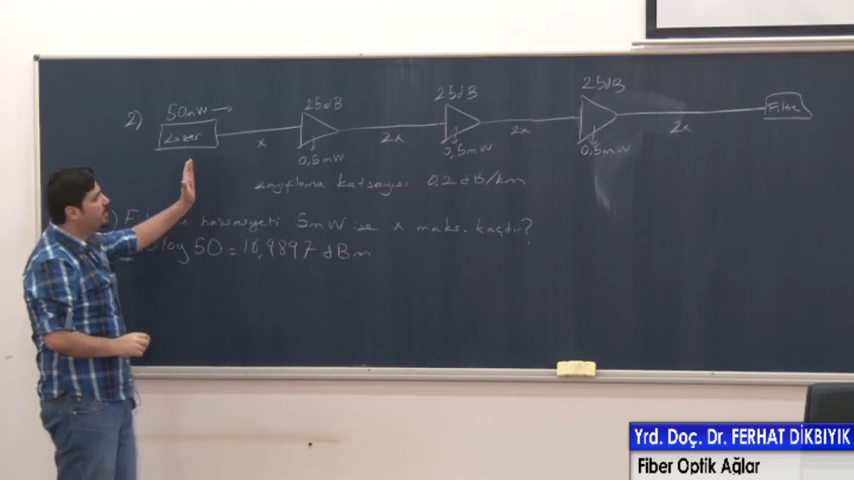 25dB
25dB
25dB
50mW
2)
Lazer
x
2x
2x
2x
0,5mW
0,5mW
0,5mW
zayıflama katsayısı 0.2 dB/km
) F hassasiyeti 5mW ise x maks. kaçtır?
log 50 = 16,9897 dBm
Yrd. Doç. Dr. FERHAT DİKBIYIK
Fiber Optik Ağlar